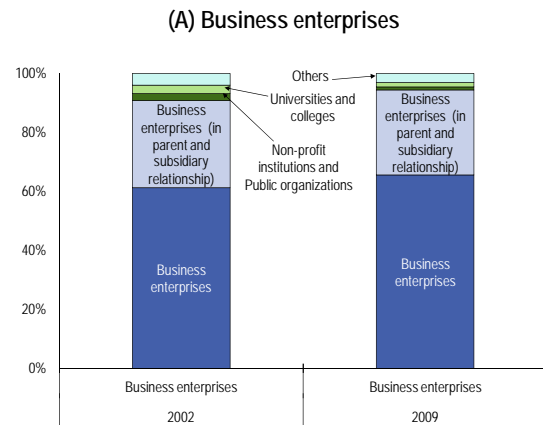 (A) Business enterprises
100%
80%
60%
40%
20%
0%
Business
enterprises (in
parent and
subsidiary
relationship)
Business
enterprises
Others
Universities and
colleges
Non-profit
institutions and
Public organizations
Business
enterprises (in
parent and
subsidiary
relationship)
Business
enterprises
Business enterprises
Business enterprises
2002
2009